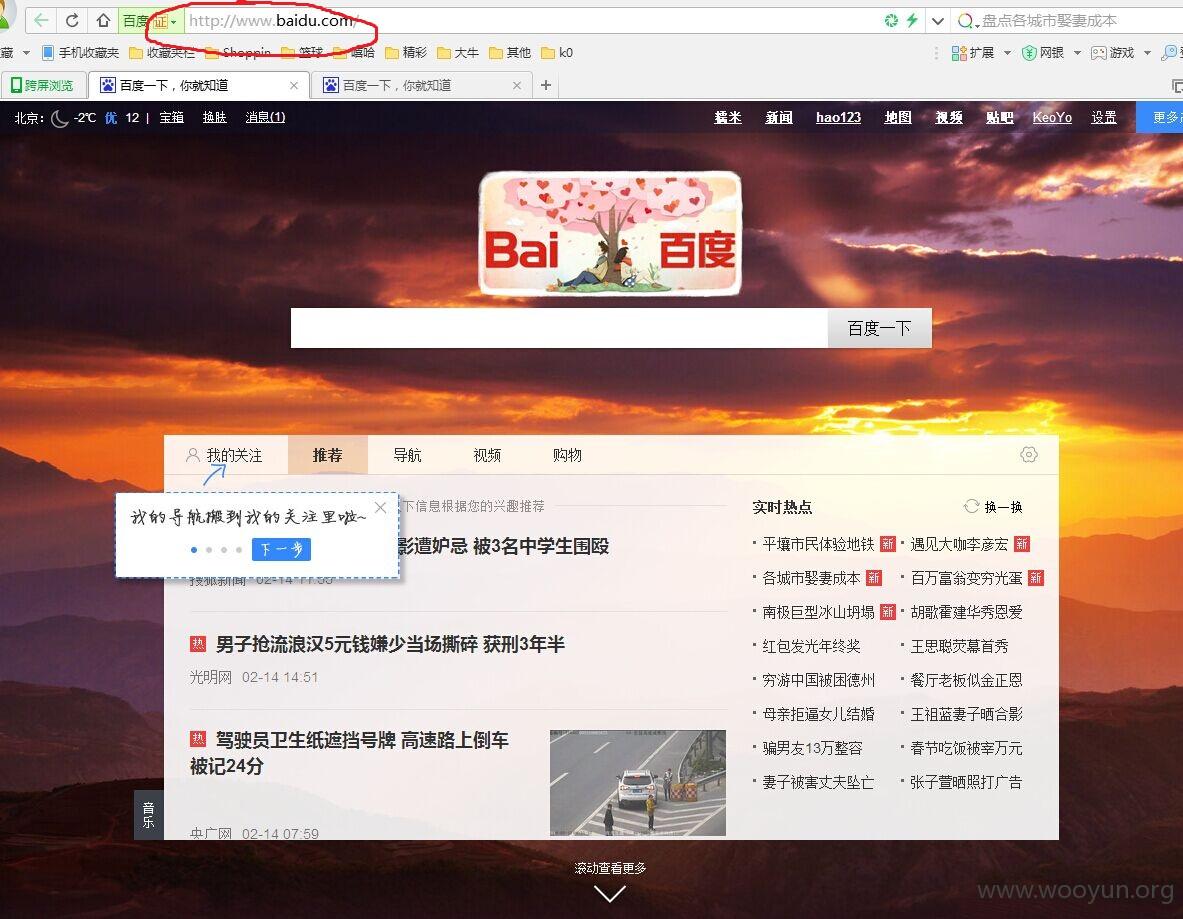 百度 证 http://www.baidu.com/ 盘点各城市娶妻成本
藏 手机收藏夹 收藏夹栏 Shoppin 篮球 嘻哈 精彩 大牛 其他 k0 扩展 网银 游戏
跨屏浏览 百度一下，你就知道 百度一下，你就知道
北京: -2℃ 优 12 | 宝箱 换肤 消息(1) 糯米 新闻 hao123 地图 视频 贴吧 KeoYo 设置 更多
Bai 百度
百度一下
我的关注 推荐 导航 视频 购物
我的导航搬到我的关注里啦~
下一步
下信息根据您的兴趣推荐
影遭妒忌 被3名中学生围殴
搜狐新闻 02-14 11:55
热 男子抢流浪汉5元钱嫌少当场撕碎 获刑3年半
光明网 02-14 14:51
热 驾驶员卫生纸遮挡号牌 高速路上倒车
被记24分
央广网 02-14 07:59
实时热点 换一换
平壤市民体验地铁 新 遇见大咖李彦宏 新
各城市娶妻成本 新 百万富翁变穷光蛋 新
南极巨型冰山坍塌 新 胡歌霍建华秀恩爱
红包发光年终奖 王思聪荧幕首秀
穷游中国被困德州 餐厅老板似金正恩
母亲拒逼女儿结婚 王祖蓝妻子晒合影
骗男友13万整容 春节吃饭被宰万元
妻子被害丈夫坠亡 张子萱晒照打广告
音乐
滚动查看更多
www.wooyun.org